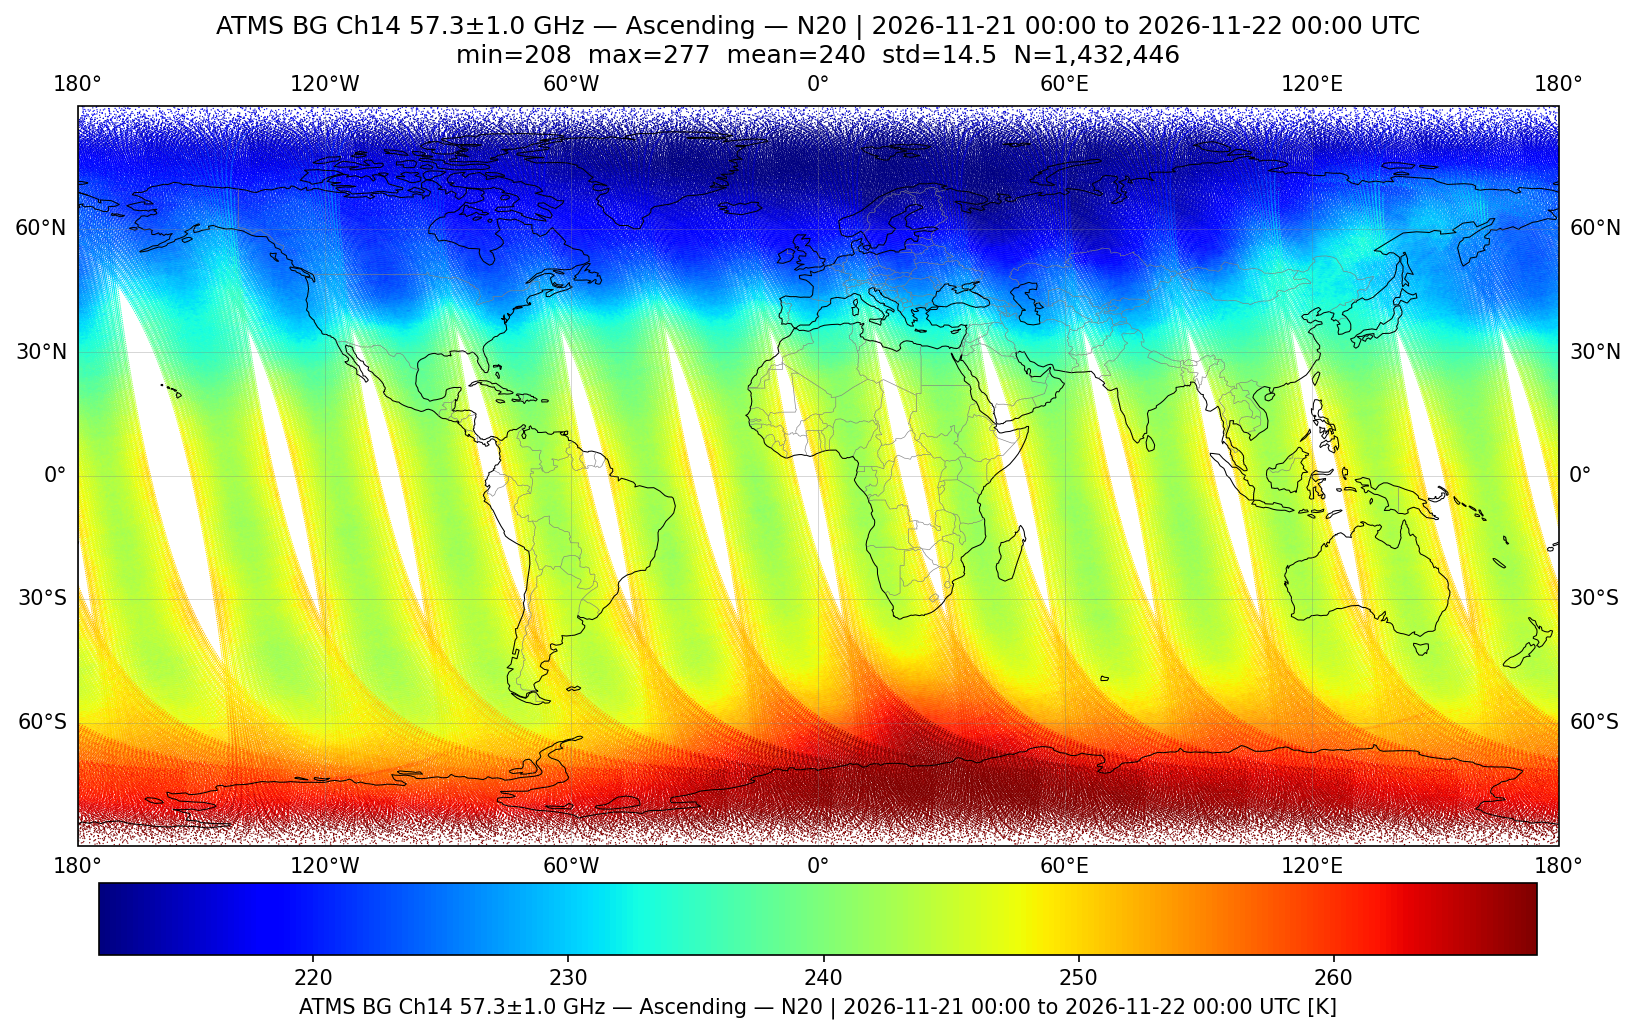 ATMS BG Ch14 57.3±1.0 GHz — Ascending — N20 | 2026-11-21 00:00 to 2026-11-22 00:00 UTC
min=208  max=277  mean=240  std=14.5  N=1,432,446
180° 120°W 60°W 0° 60°E 120°E 180°
60°N 60°N
30°N 30°N
0° 0°
30°S 30°S
60°S 60°S
180° 120°W 60°W 0° 60°E 120°E 180°
220 230 240 250 260
ATMS BG Ch14 57.3±1.0 GHz — Ascending — N20 | 2026-11-21 00:00 to 2026-11-22 00:00 UTC [K]